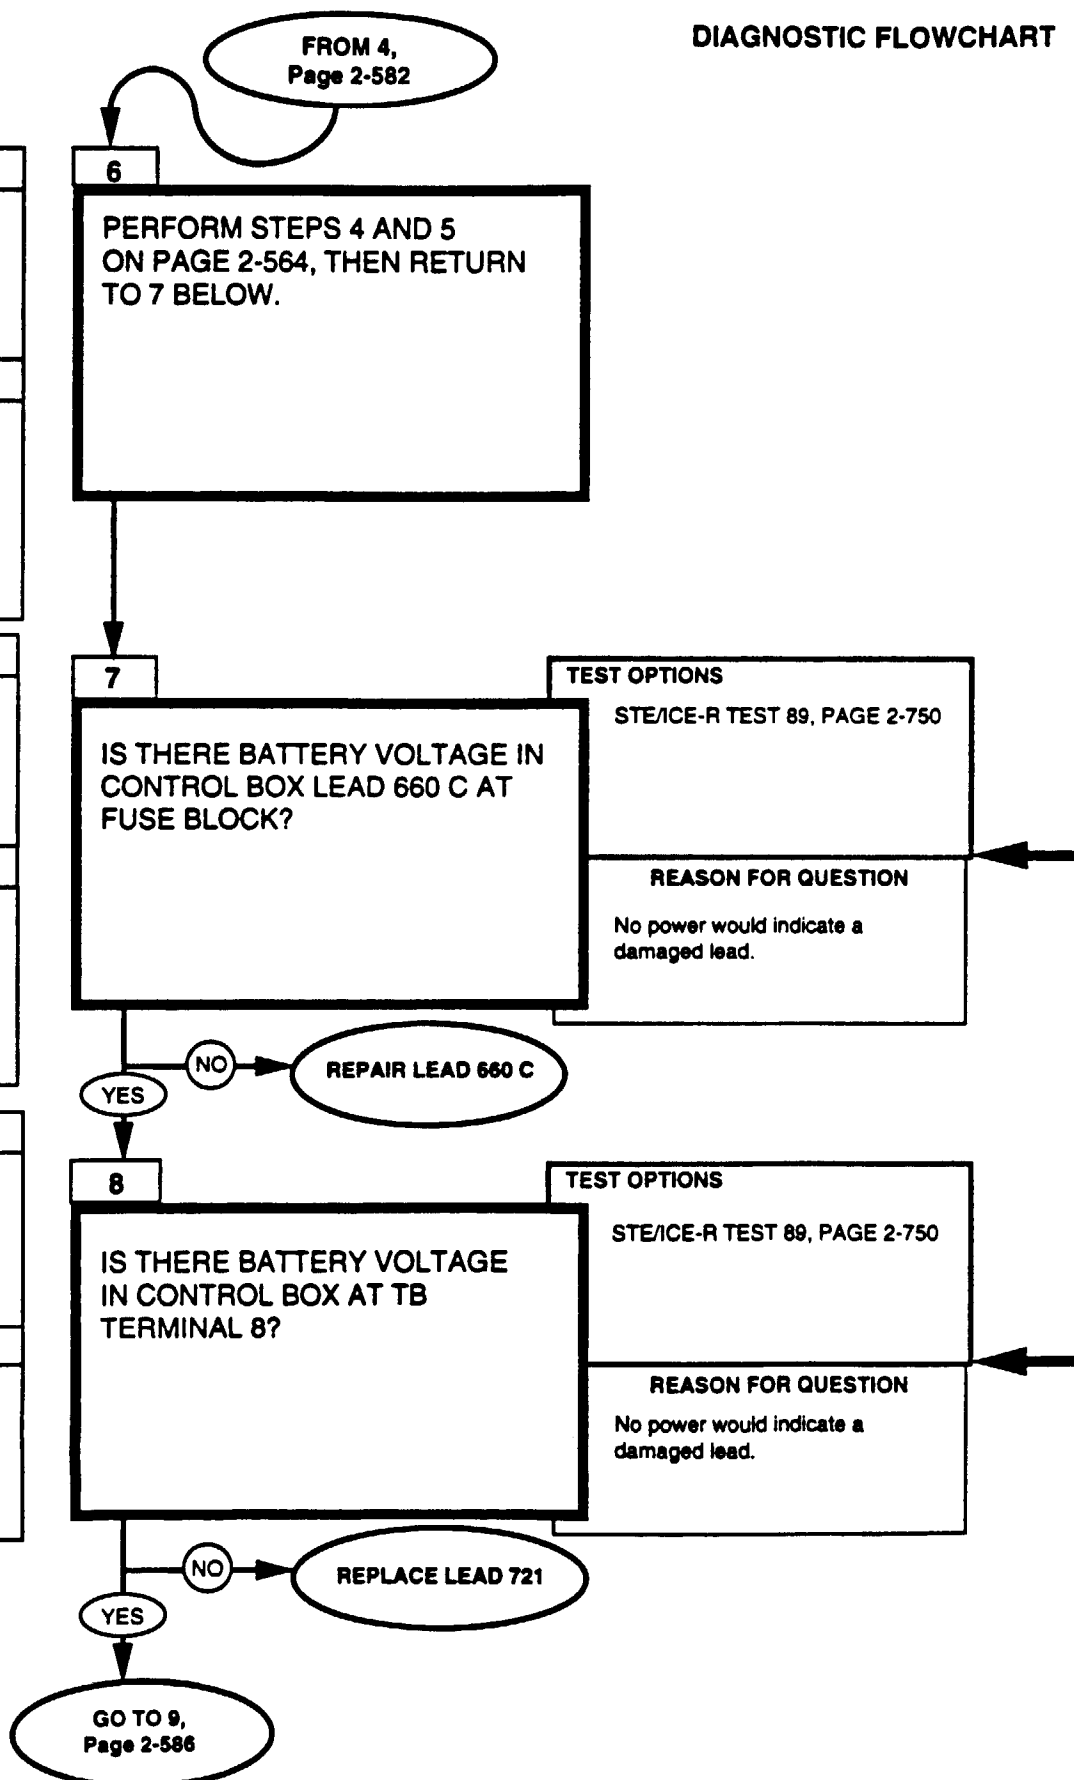 DIAGNOSTIC FLOWCHART
FROM 4,
Page 2-582
6
PERFORM STEPS 4 AND 5
ON PAGE 2-564, THEN RETURN
TO 7 BELOW.
7
IS THERE BATTERY VOLTAGE IN
CONTROL BOX LEAD 660 C AT
FUSE BLOCK?
TEST OPTIONS
STE/ICE-R TEST 89, PAGE 2-750
REASON FOR QUESTION
No power would indicate a
damaged lead.
NO
REPAIR LEAD 660 C
YES
8
IS THERE BATTERY VOLTAGE
IN CONTROL BOX AT TB
TERMINAL 8?
TEST OPTIONS
STE/ICE-R TEST 89, PAGE 2-750
REASON FOR QUESTION
No power would indicate a
damaged lead.
NO
REPLACE LEAD 721
YES
GO TO 9,
Page 2-586